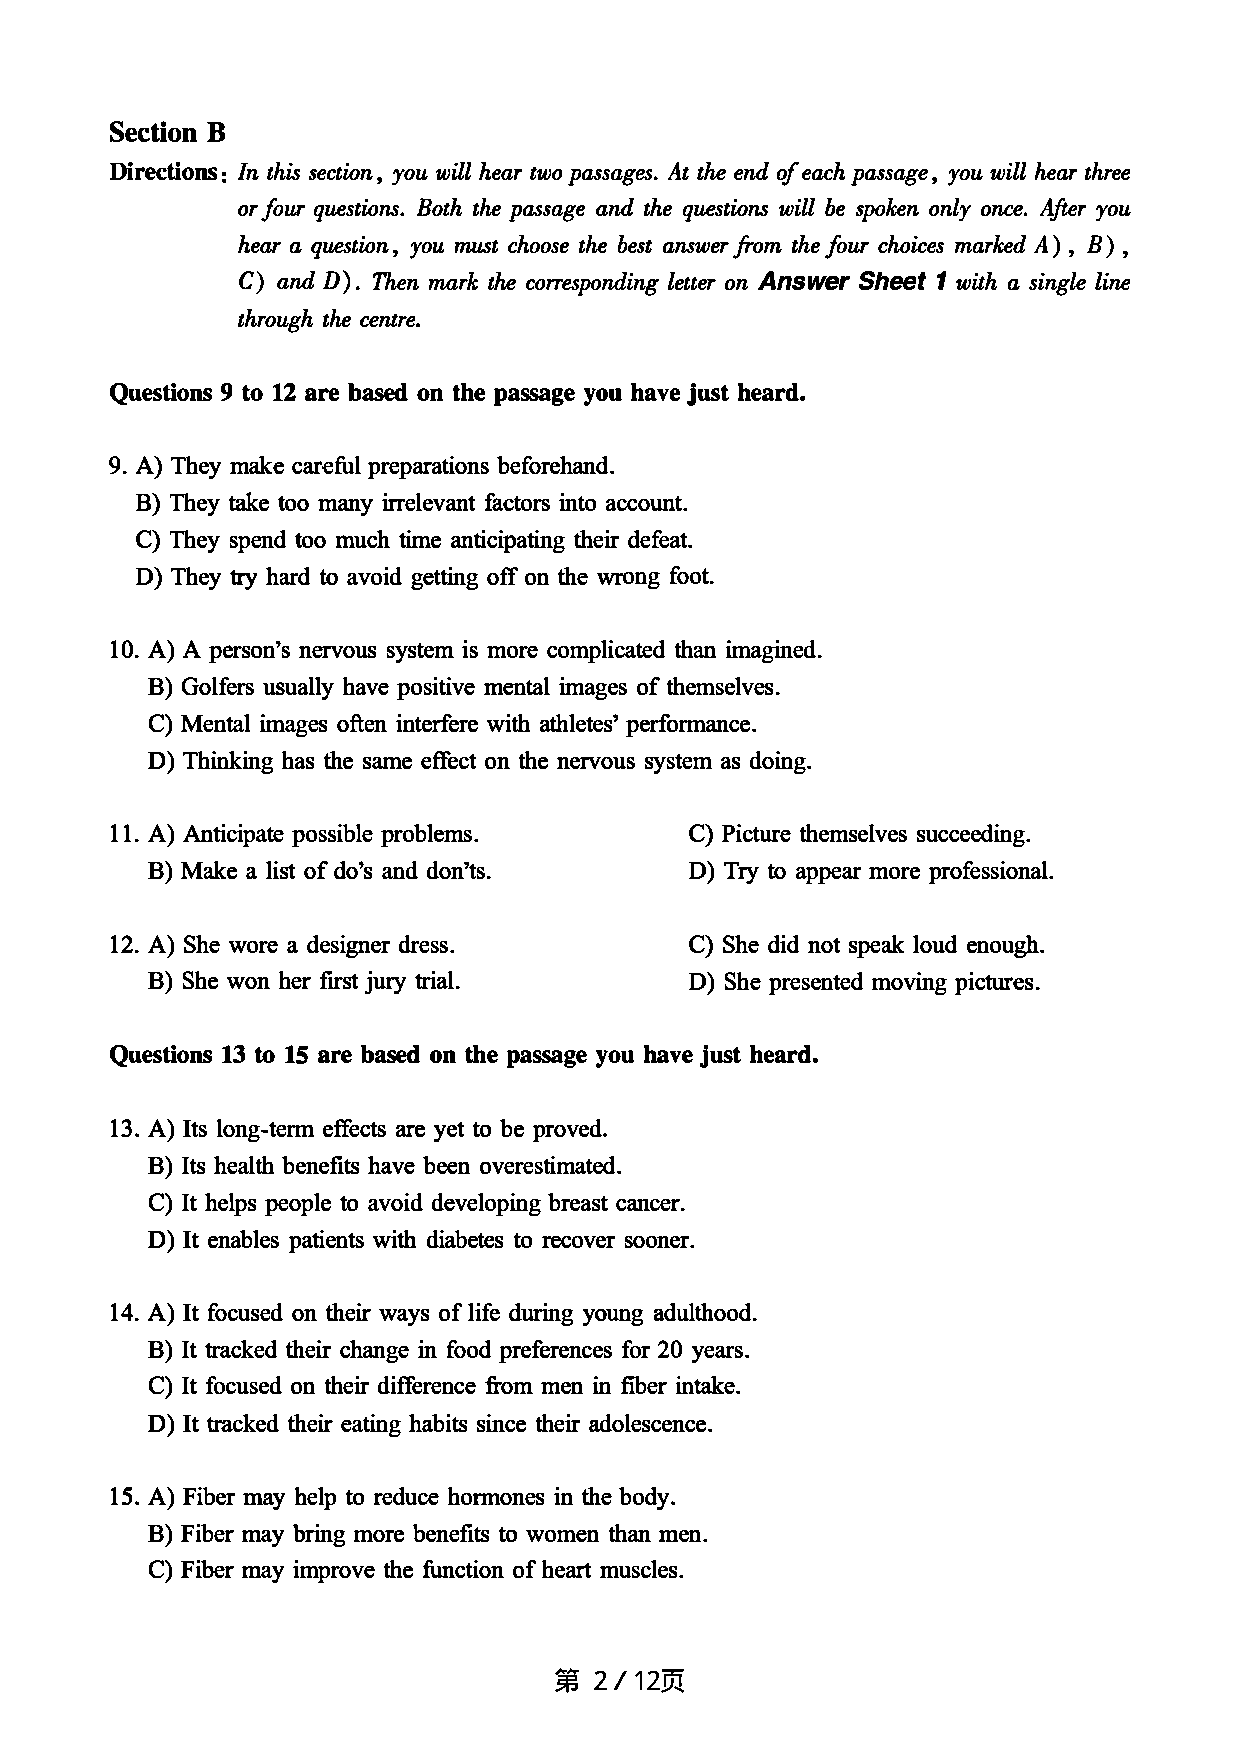 Section B
Directions: In this section, you will hear two passages. At the end of each passage, you will hear three
or four questions. Both the passage and the questions will be spoken only once. After you
hear a question, you must choose the best answer from the four choices marked A), B),
C) and D). Then mark the corresponding letter on Answer Sheet 1 with a single line
through the centre.
Questions 9 to 12 are based on the passage you have just heard.
9. A) They make careful preparations beforehand.
B) They take too many irrelevant factors into account.
C) They spend too much time anticipating their defeat.
D) They try hard to avoid getting off on the wrong foot.
10. A) A person's nervous system is more complicated than imagined.
B) Golfers usually have positive mental images of themselves.
C) Mental images often interfere with athletes' performance.
D) Thinking has the same effect on the nervous system as doing.
11. A) Anticipate possible problems. C) Picture themselves succeeding.
B) Make a list of do's and don'ts. D) Try to appear more professional.
12. A) She wore a designer dress. C) She did not speak loud enough.
B) She won her first jury trial. D) She presented moving pictures.
Questions 13 to 15 are based on the passage you have just heard.
13. A) Its long-term effects are yet to be proved.
B) Its health benefits have been overestimated.
C) It helps people to avoid developing breast cancer.
D) It enables patients with diabetes to recover sooner.
14. A) It focused on their ways of life during young adulthood.
B) It tracked their change in food preferences for 20 years.
C) It focused on their difference from men in fiber intake.
D) It tracked their eating habits since their adolescence.
15. A) Fiber may help to reduce hormones in the body.
B) Fiber may bring more benefits to women than men.
C) Fiber may improve the function of heart muscles.
第 2 / 12页